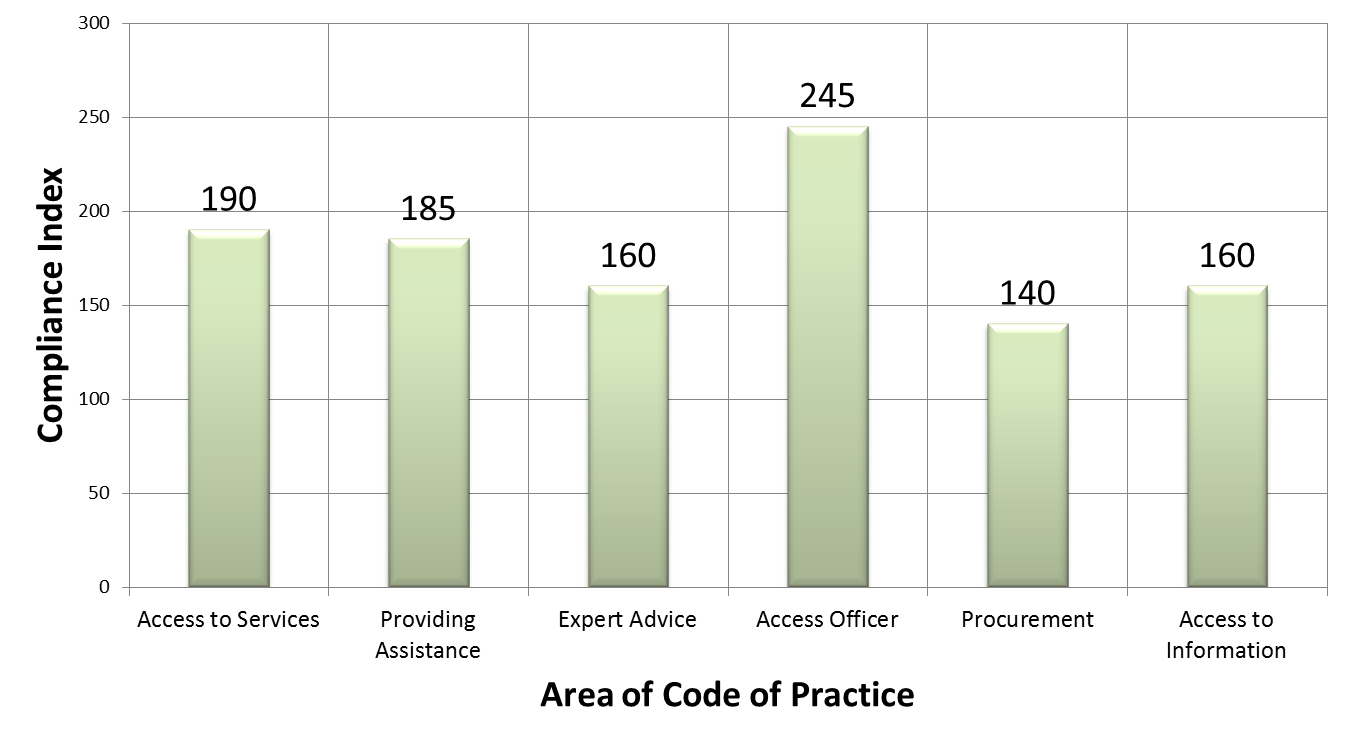 300
250
200
150
100
50
0
Compliance Index
190
185
160
245
140
160
Access to Services
Providing
Assistance
Expert Advice
Access Officer
Procurement
Access to
Information
Area of Code of Practice